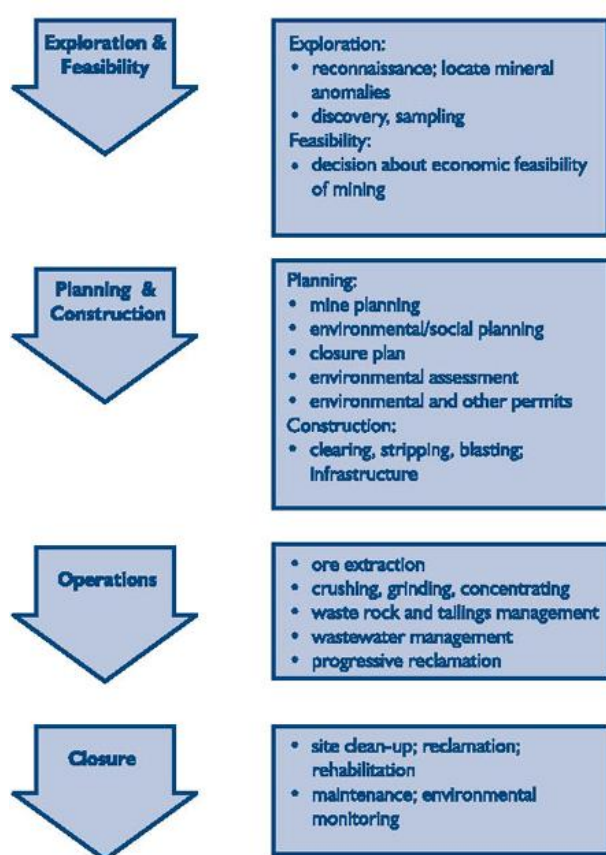 Exploration &
Feasibility
Exploration:
• reconnaissance; locate mineral
anomalies
• discovery, sampling
Feasibility:
• decision about economic feasibility
of mining
Planning &
Construction
Planning:
• mine planning
• environmental/social planning
• closure plan
• environmental assessment
• environmental and other permits
Construction:
• clearing, stripping, blasting;
infrastructure
Operations
• ore extraction
• crushing, grinding, concentrating
• waste rock and tailings management
• wastewater management
• progressive reclamation
Closure
• site clean-up; reclamation;
rehabilitation
• maintenance; environmental
monitoring